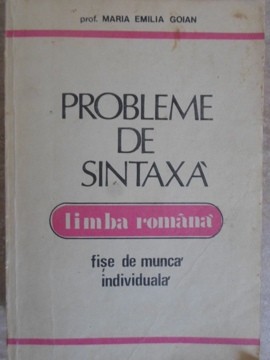 prof. MARIA EMILIA GOIAN
PROBLEME
DE
SINTAXĂ
limba română
fișe de muncă
individuală